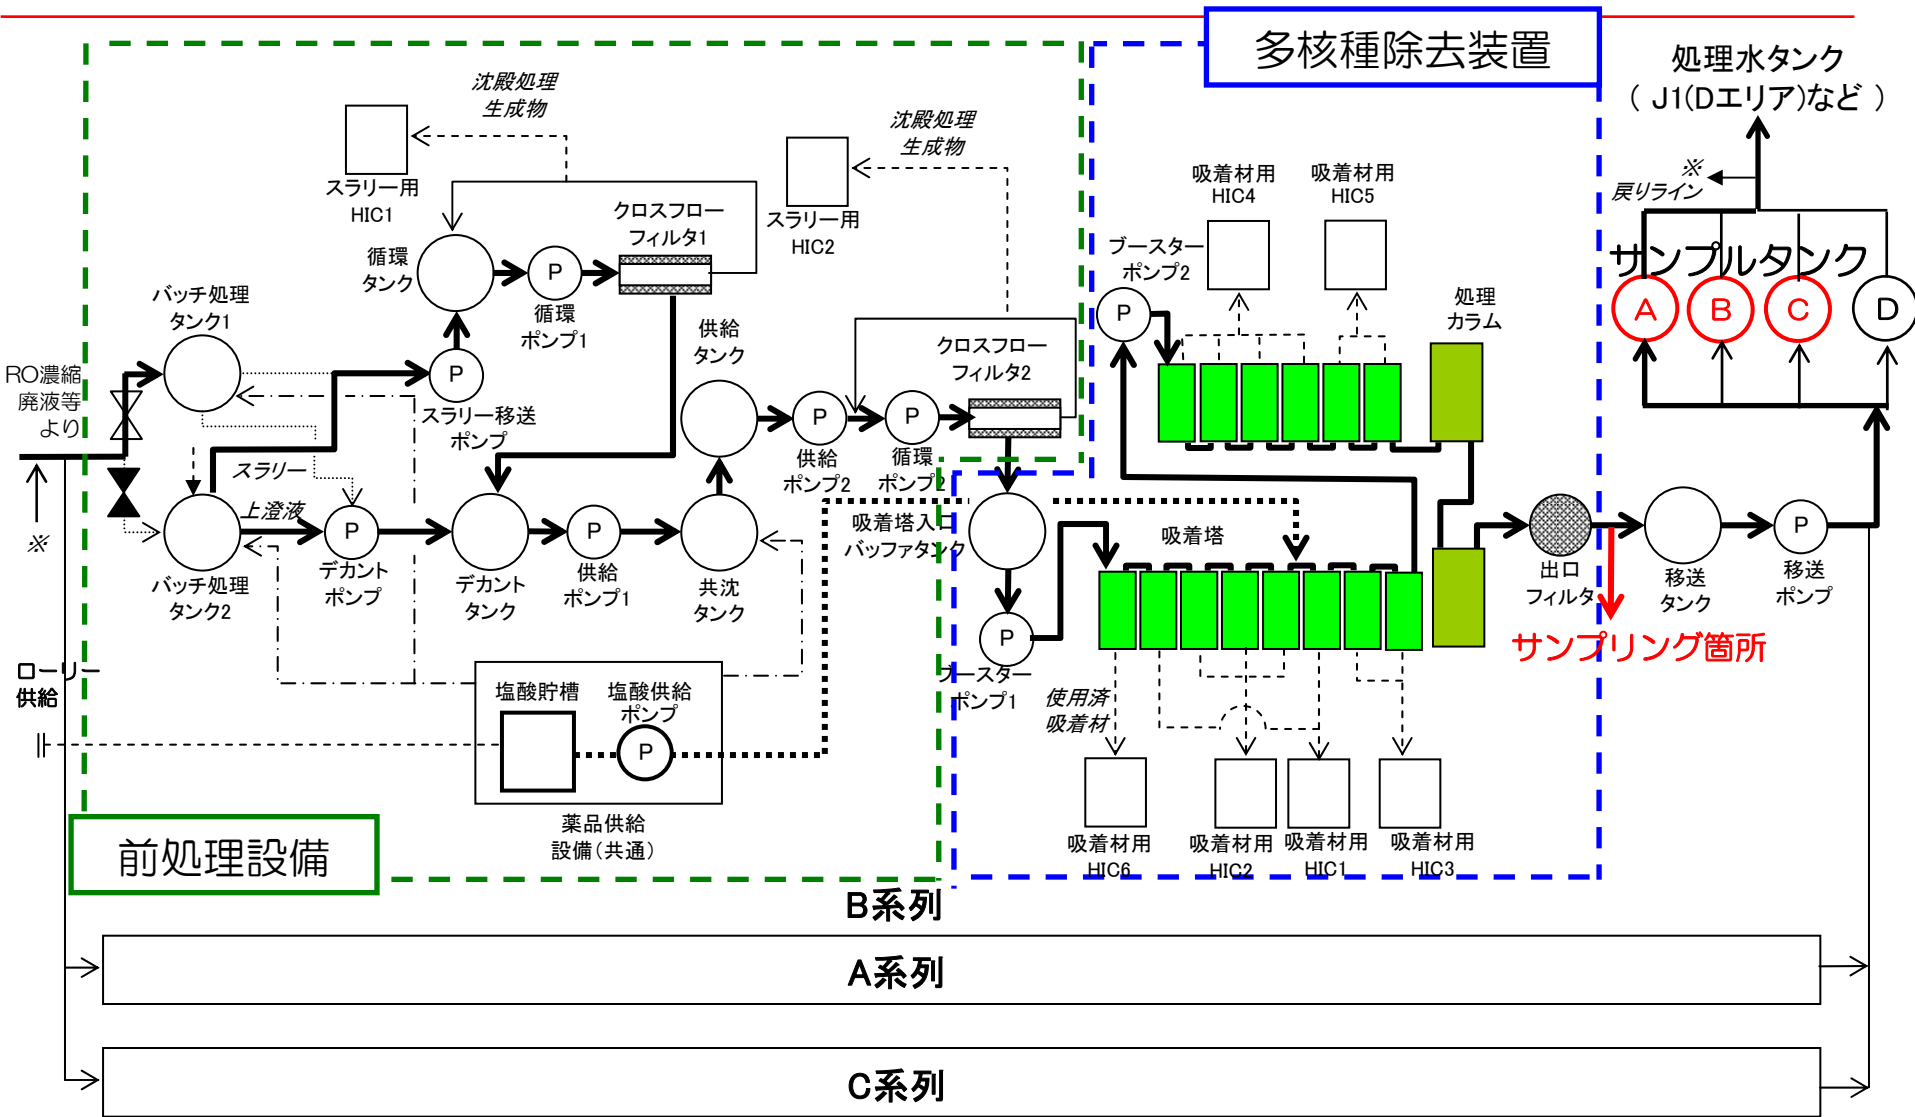 多核種除去装置
処理水タンク
( J1(Dエリア)など )
※
戻りライン
サンプルタンク
A
B
C
D
沈殿処理
生成物
スラリー用
HIC1
沈殿処理
生成物
スラリー用
HIC2
クロスフロー
フィルタ1
循環
タンク
P
循環
ポンプ1
バッチ処理
タンク1
RO濃縮
廃液等
より
※
P
スラリー移送
ポンプ
スラリー
上澄液
バッチ処理
タンク2
P
デカント
ポンプ
デカント
タンク
P
供給
ポンプ1
共沈
タンク
供給
タンク
P
供給
ポンプ2
P
循環
ポンプ2
クロスフロー
フィルタ2
吸着塔入口
バッファタンク
P
ブースター
ポンプ1
ブースター
ポンプ2
P
吸着材用
HIC4
吸着材用
HIC5
処理
カラム
吸着塔
使用済
吸着材
吸着材用
HIC6
吸着材用
HIC2
吸着材用
HIC1
吸着材用
HIC3
出口
フィルタ
サンプリング箇所
移送
タンク
P
移送
ポンプ
ローリー
供給
塩酸貯槽
塩酸供給
ポンプ
P
薬品供給
設備(共通)
前処理設備
B系列
A系列
C系列